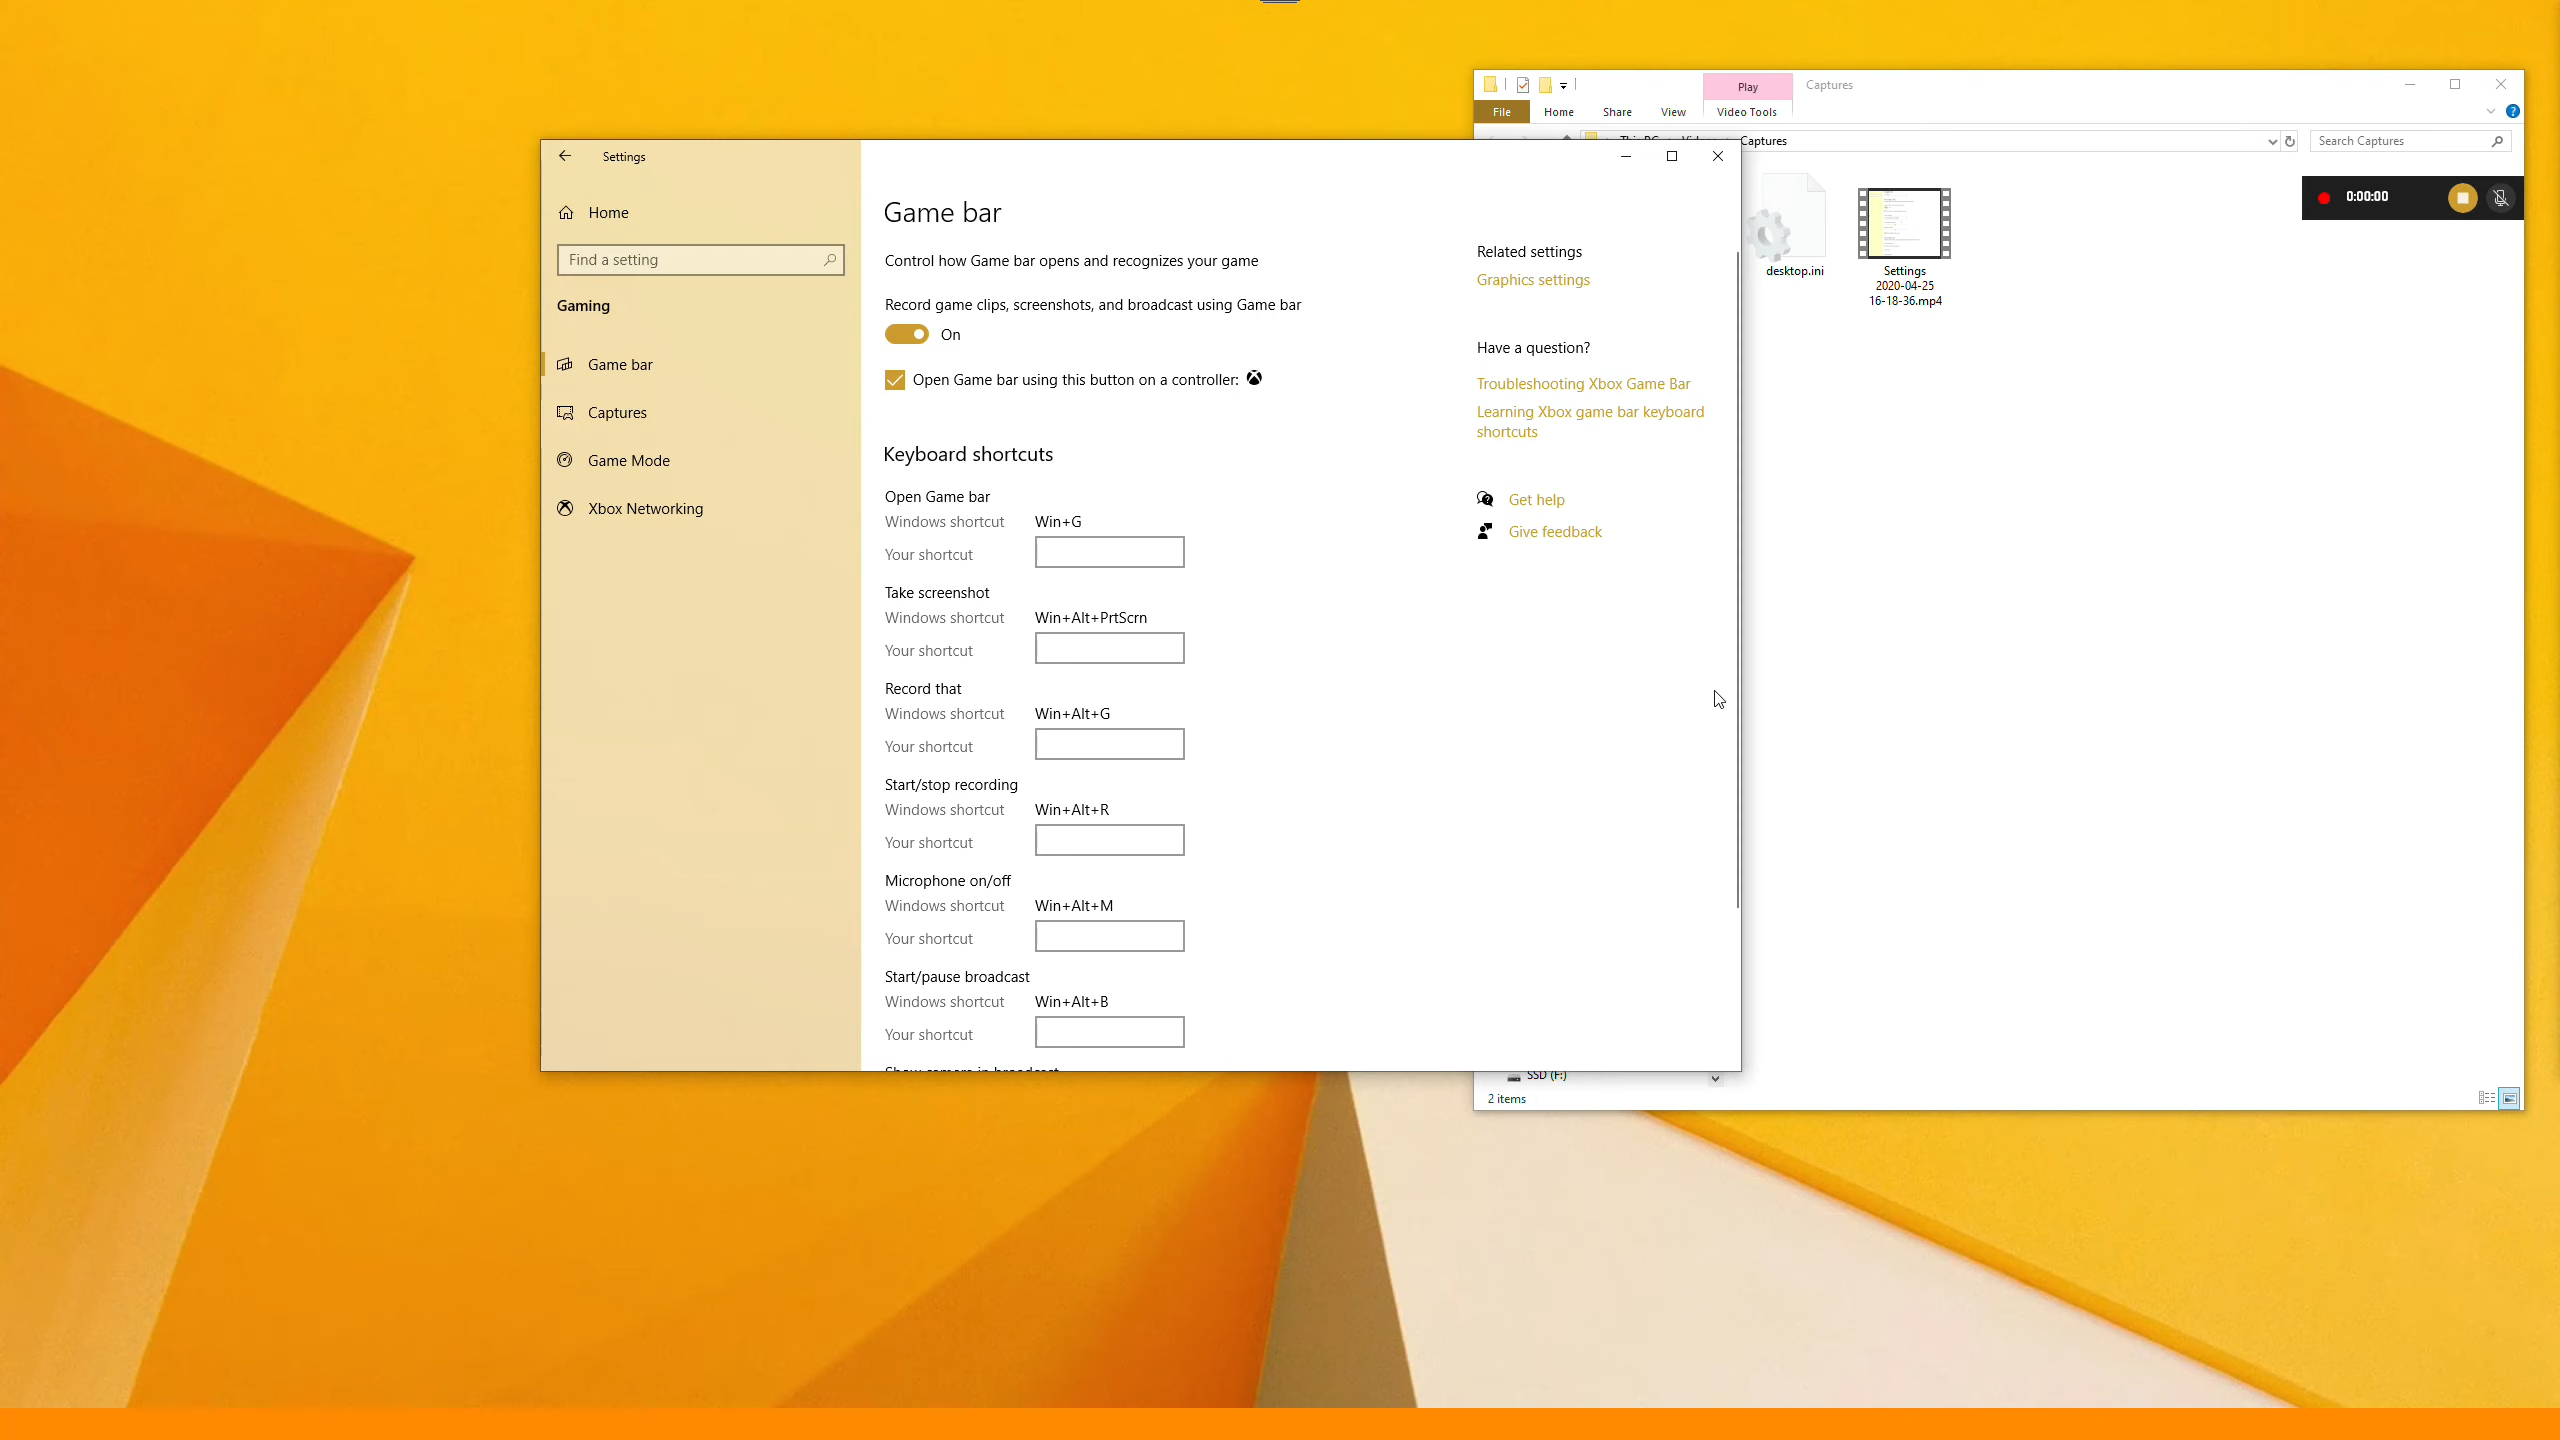 Play
Captures
File
Home
Share
View
Video Tools
Captures
Search Captures
0:00:00
desktop.ini
Settings
2020-04-25
16-18-36.mp4
SSD (F:)
2 items
Settings
Home
Find a setting
Gaming
Game bar
Captures
Game Mode
Xbox Networking
Game bar
Control how Game bar opens and recognizes your game
Record game clips, screenshots, and broadcast using Game bar
On
Open Game bar using this button on a controller:
Keyboard shortcuts
Open Game bar
Windows shortcut Win+G
Your shortcut
Take screenshot
Windows shortcut Win+Alt+PrtScrn
Your shortcut
Record that
Windows shortcut Win+Alt+G
Your shortcut
Start/stop recording
Windows shortcut Win+Alt+R
Your shortcut
Microphone on/off
Windows shortcut Win+Alt+M
Your shortcut
Start/pause broadcast
Windows shortcut Win+Alt+B
Your shortcut
Related settings
Graphics settings
Have a question?
Troubleshooting Xbox Game Bar
Learning Xbox game bar keyboard
shortcuts
Get help
Give feedback